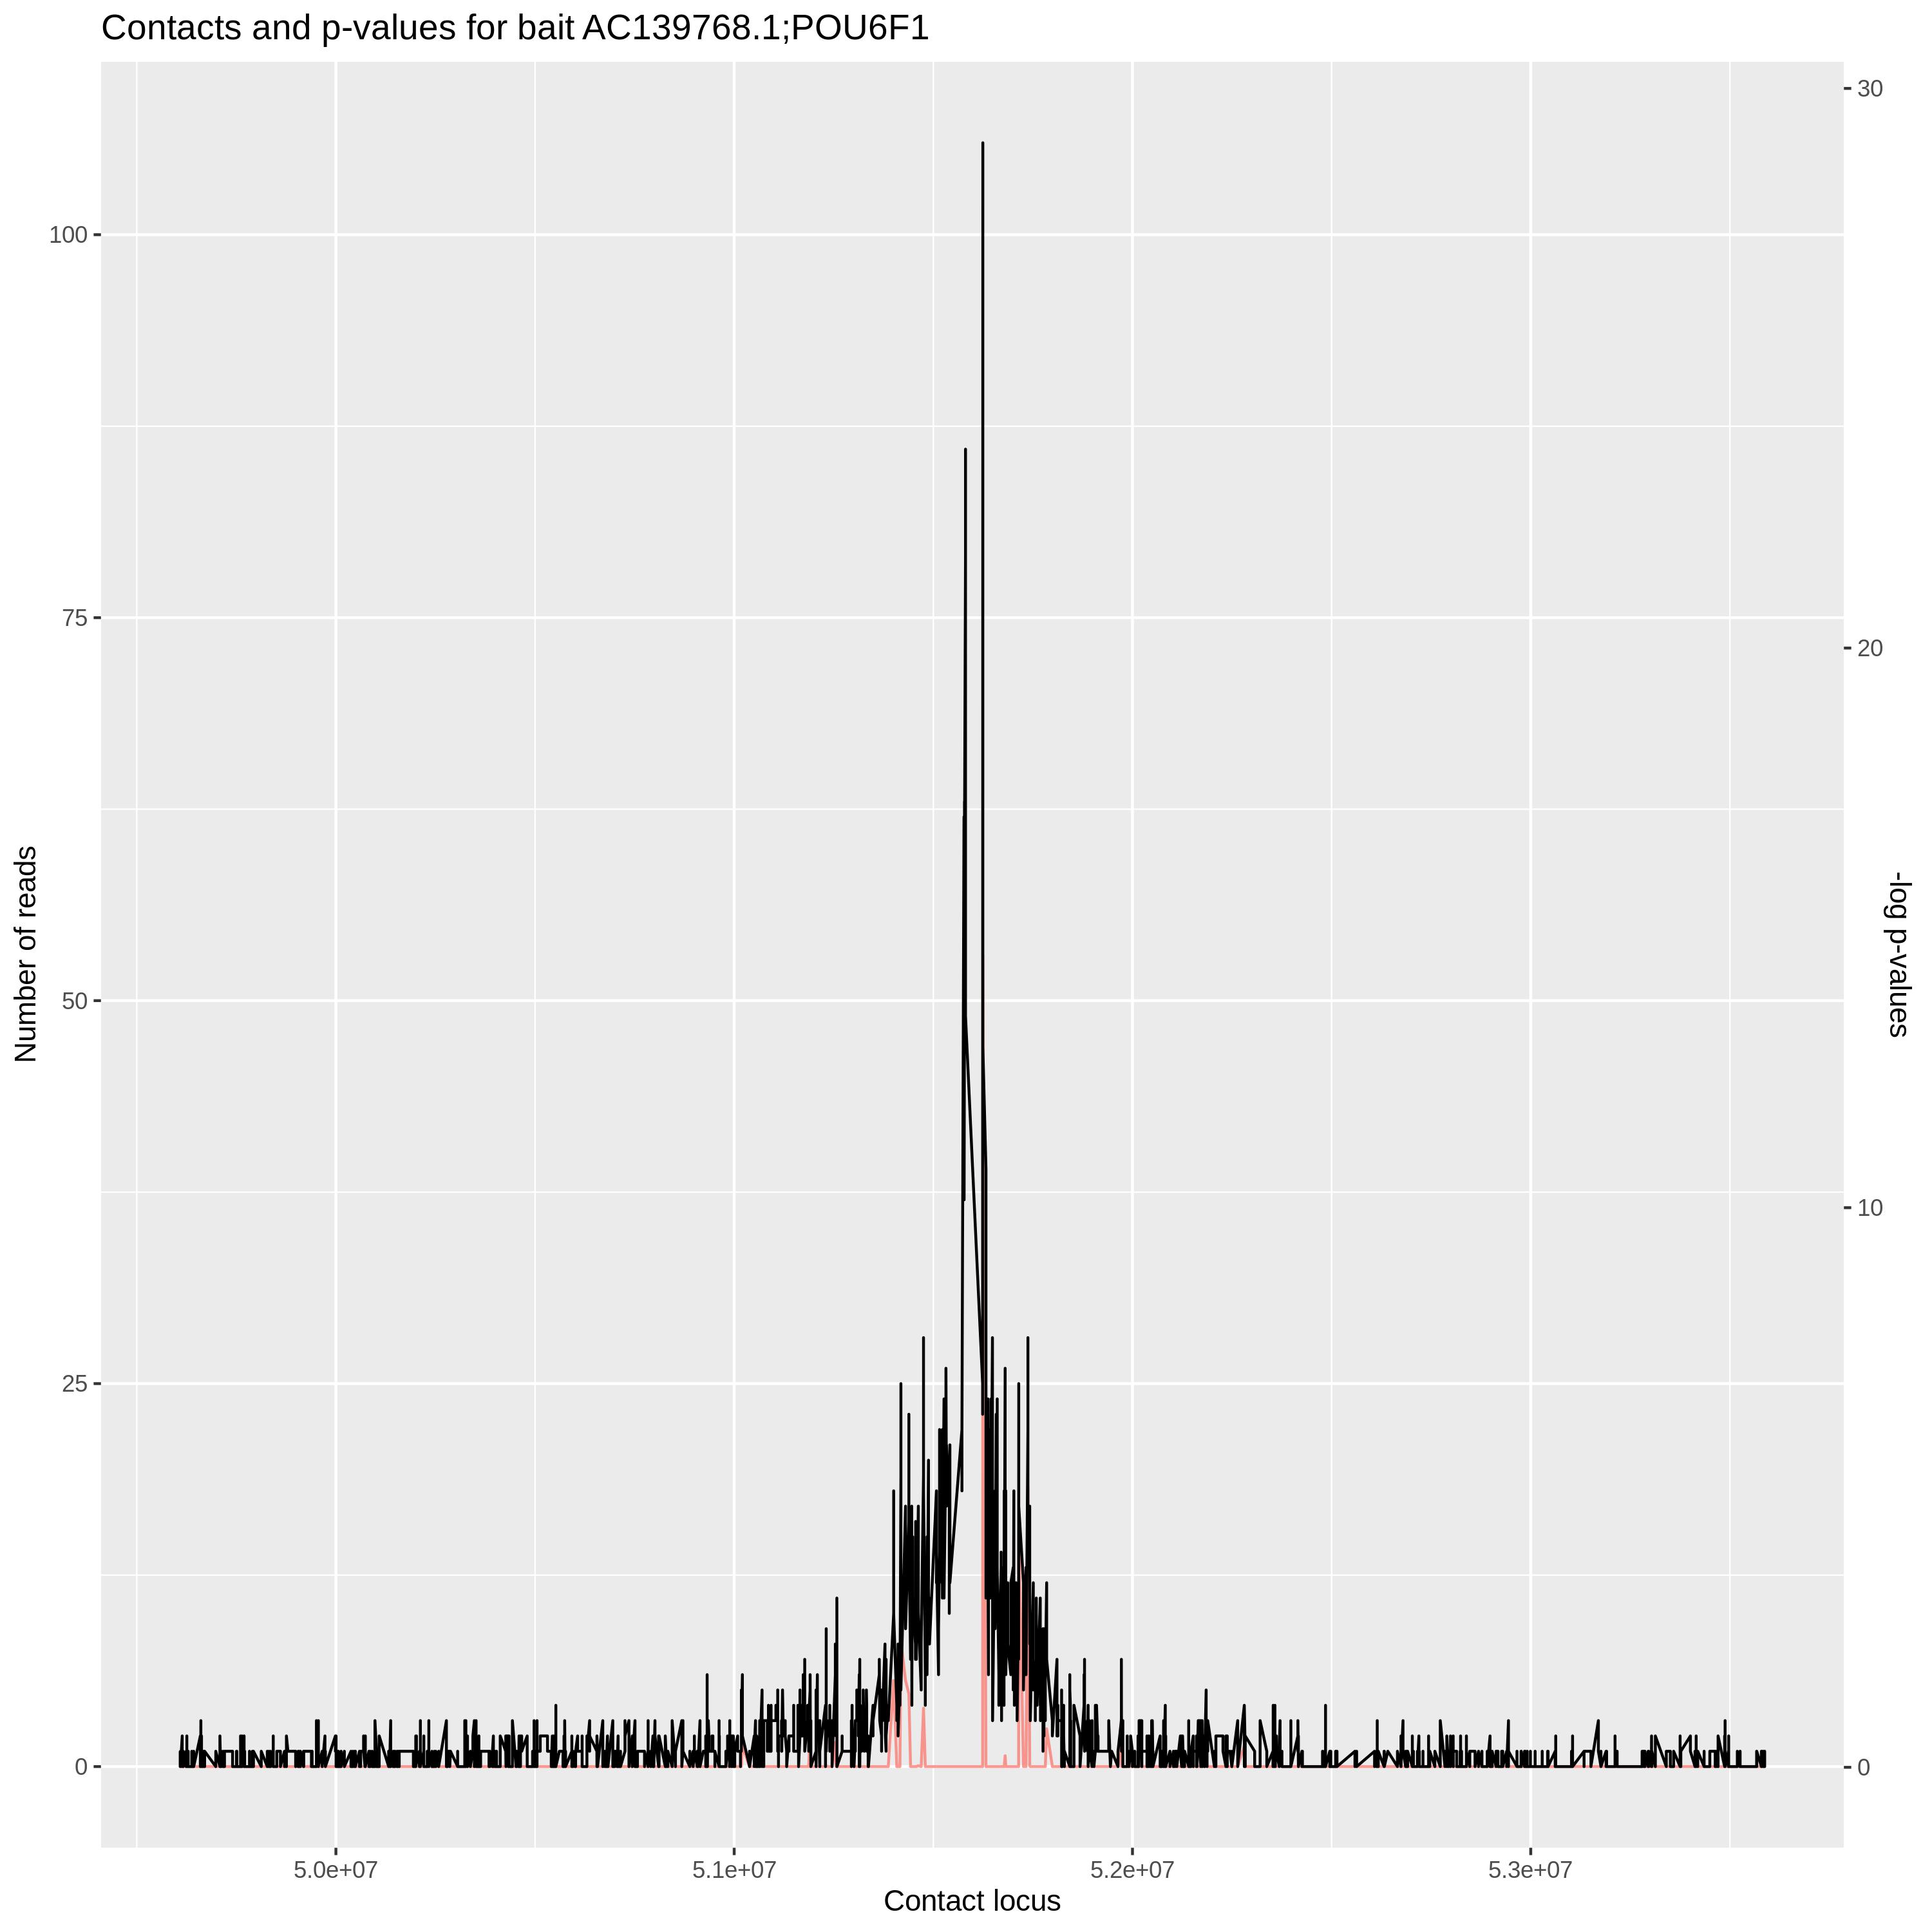 Contacts and p-values for bait AC139768.1;POU6F1
Number of reads
100
75
50
25
0
30
20
10
0
-log p-values
5.0e+07 5.1e+07 5.2e+07 5.3e+07
Contact locus